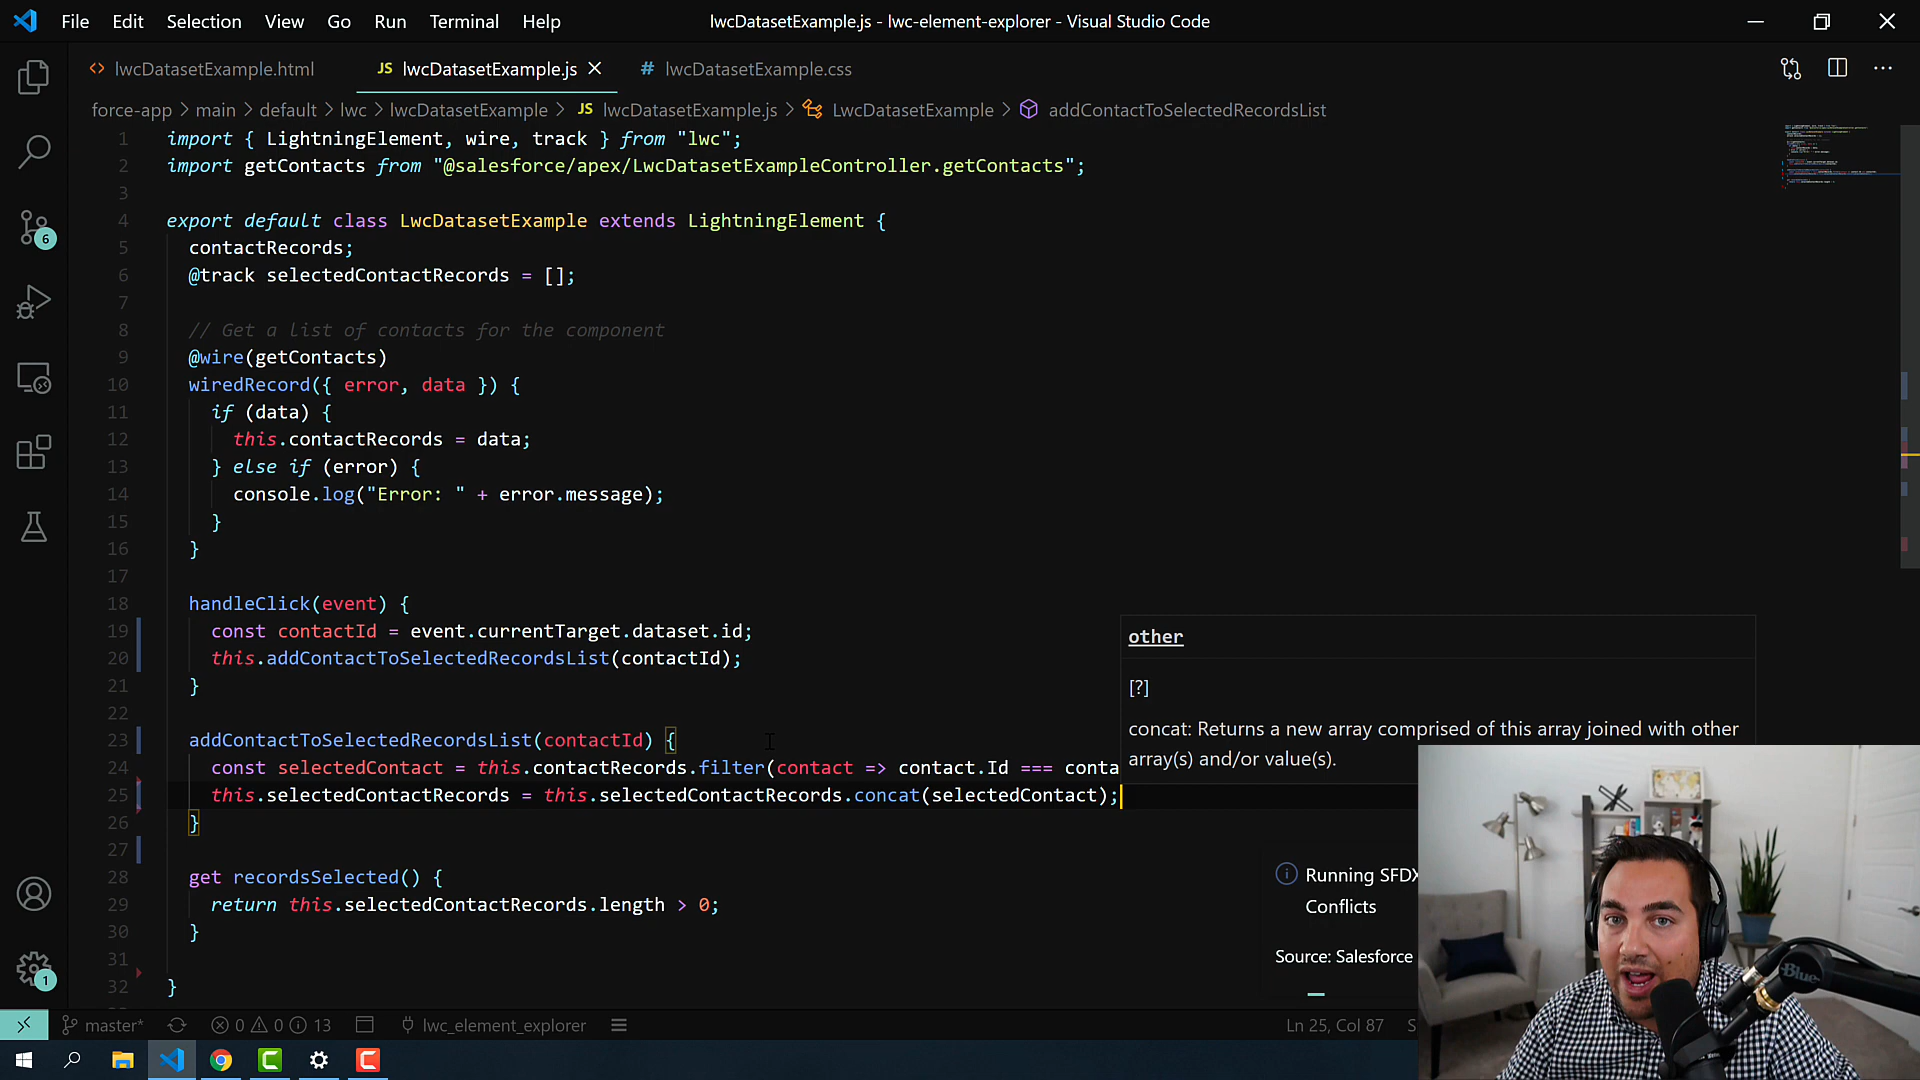 File Edit Selection View Go Run Terminal Help
lwcDatasetExample.js - lwc-element-explorer - Visual Studio Code
lwcDatasetExample.html
JS lwcDatasetExample.js
# lwcDatasetExample.css
force-app > main > default > lwc > lwcDatasetExample > JS lwcDatasetExample.js > LwcDatasetExample > addContactToSelectedRecordsList
1 import { LightningElement, wire, track } from "lwc";
2 import getContacts from "@salesforce/apex/LwcDatasetExampleController.getContacts";
3
4 export default class LwcDatasetExample extends LightningElement {
5 contactRecords;
6 @track selectedContactRecords = [];
7
8 // Get a list of contacts for the component
9 @wire(getContacts)
10 wiredRecord({ error, data }) {
11 if (data) {
12 this.contactRecords = data;
13 } else if (error) {
14 console.log("Error: " + error.message);
15 }
16 }
17
18 handleClick(event) {
19 const contactId = event.currentTarget.dataset.id;
20 this.addContactToSelectedRecordsList(contactId);
21 }
22
23 addContactToSelectedRecordsList(contactId) {
24 const selectedContact = this.contactRecords.filter(contact => contact.Id === conta
25 this.selectedContactRecords = this.selectedContactRecords.concat(selectedContact);
26 }
27
28 get recordsSelected() {
29 return this.selectedContactRecords.length > 0;
30 }
31
32 }
other
[?]
concat: Returns a new array comprised of this array joined with other
array(s) and/or value(s).
Running SFDX
Conflicts
Source: Salesforce
6
1
master* 0 0 13 lwc_element_explorer
Ln 25, Col 87 S
Blue